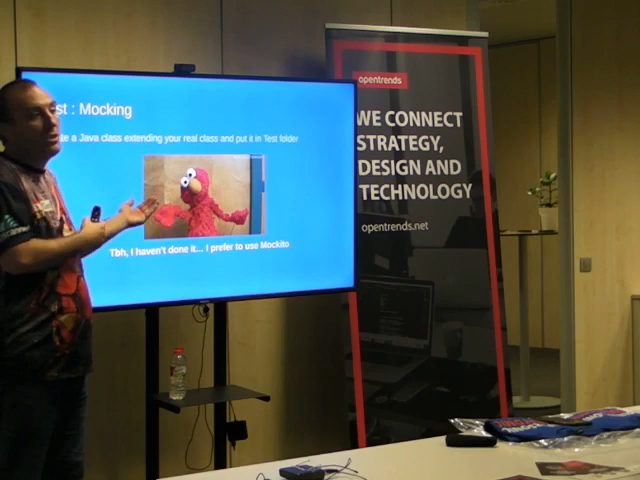 : Mocking
a Java class extending your real class and put it in Test folder
Tbh, I haven't done it... I prefer to use Mockito
opentrends
WE CONNECT
STRATEGY,
DESIGN AND
TECHNOLOGY
opentrends.net